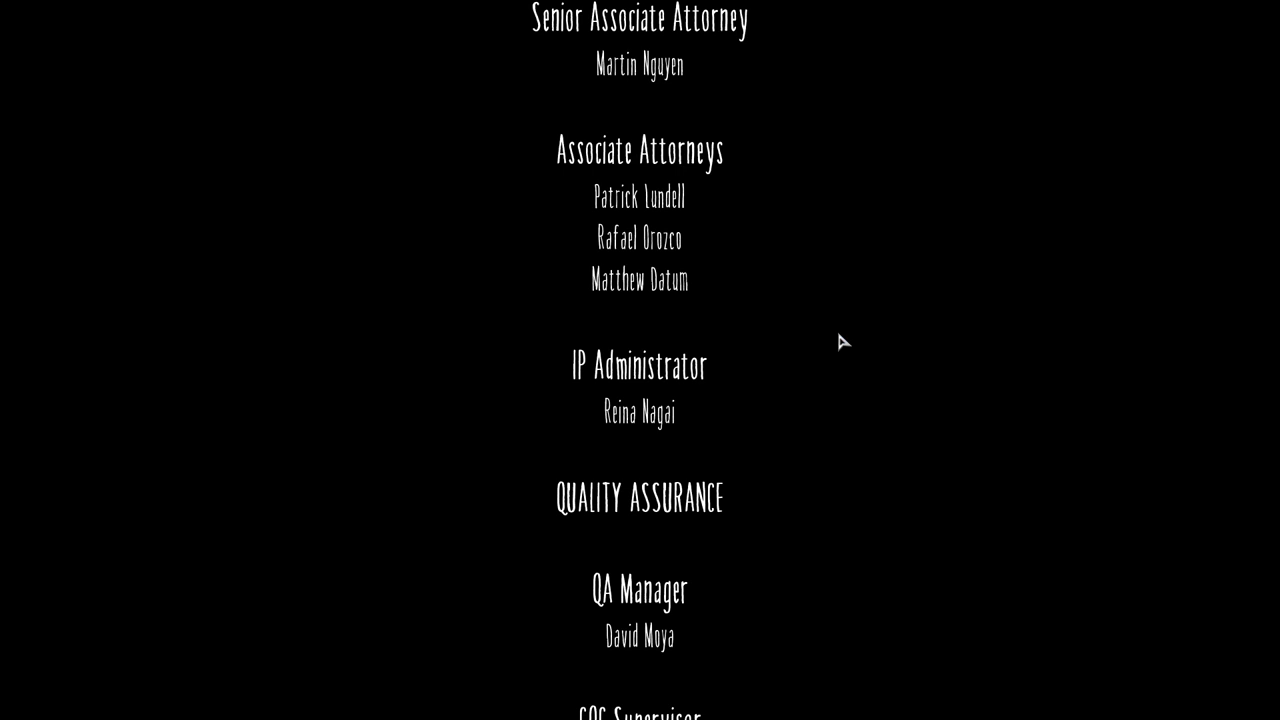 Senior Associate Attorney
Martin Nguyen
Associate Attorneys
Patrick Lundell
Rafael Orozco
Matthew Datum
IP Administrator
Reina Nagai
QUALITY ASSURANCE
QA Manager
David Moya
Supervisor